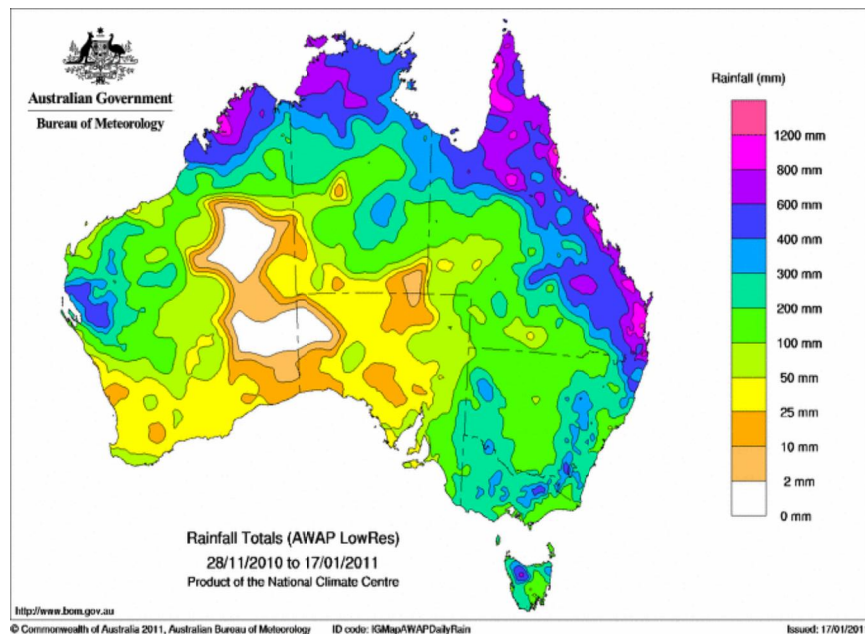 Australian Government
Bureau of Meteorology
Rainfall (mm)
1200 mm
800 mm
600 mm
400 mm
300 mm
200 mm
100 mm
50 mm
25 mm
10 mm
2 mm
0 mm
Rainfall Totals (AWAP LowRes)
28/11/2010 to 17/01/2011
Product of the National Climate Centre
http://www.bom.gov.au
© Commonwealth of Australia 2011, Australian Bureau of Meteorology ID code: IGMapAWAPDailyRain Issued: 17/01/201